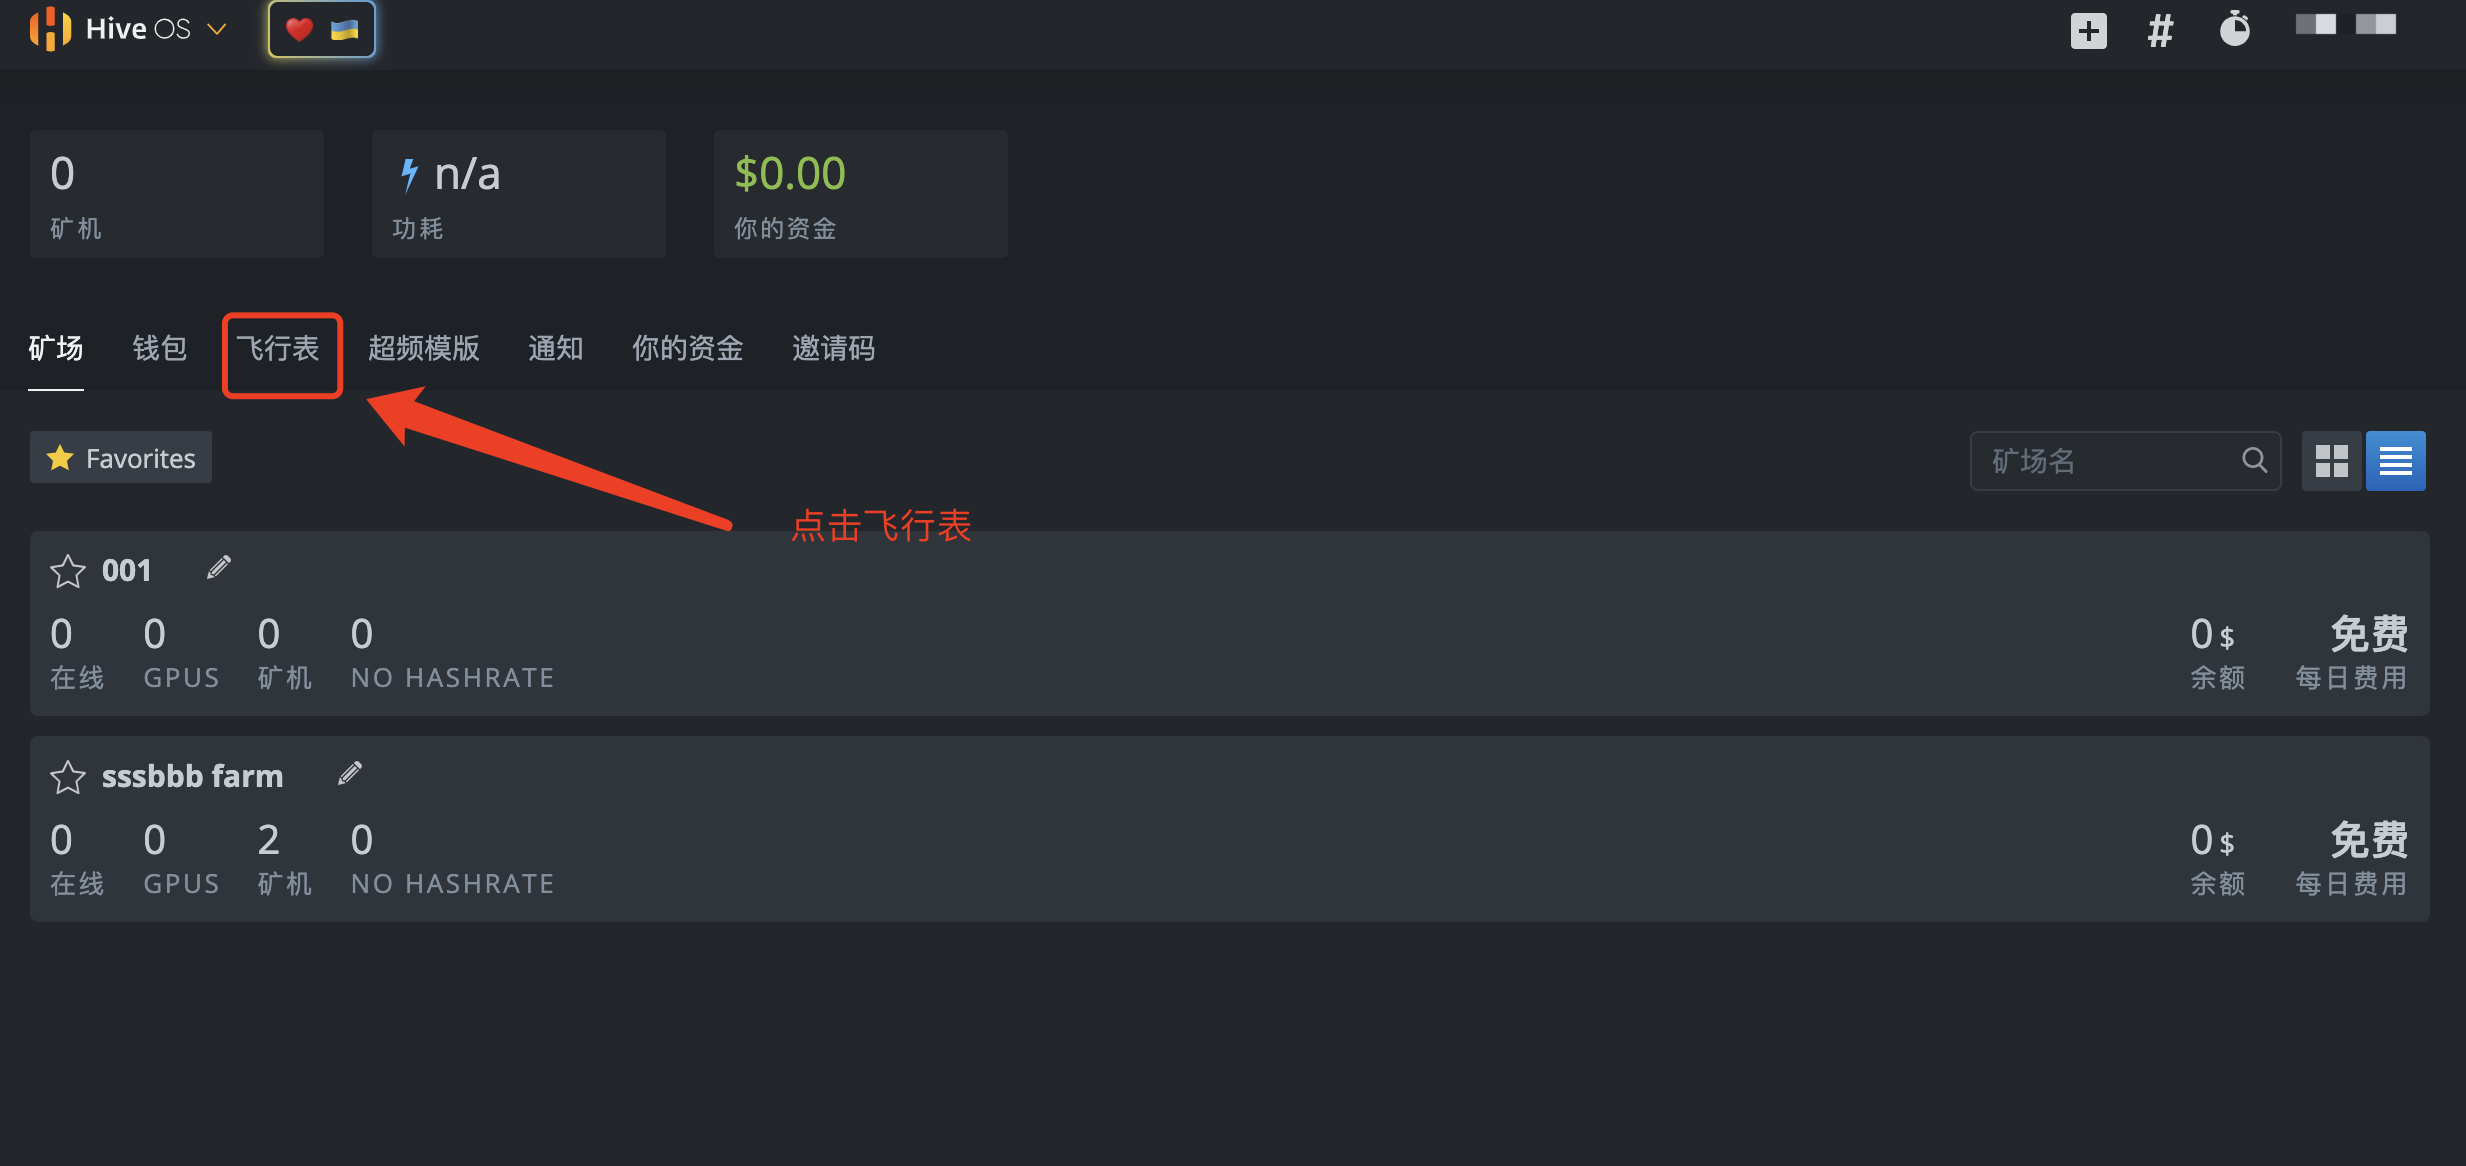 Hive OS
0
矿机
n/a
功耗
$0.00
你的资金
矿场 钱包 飞行表 超频模版 通知 你的资金 邀请码
Favorites
矿场名
点击飞行表
001
0 0 0 0 0 $ 免费
在线 GPUS 矿机 NO HASHRATE 余额 每日费用
sssbbb farm
0 0 2 0 0 $ 免费
在线 GPUS 矿机 NO HASHRATE 余额 每日费用